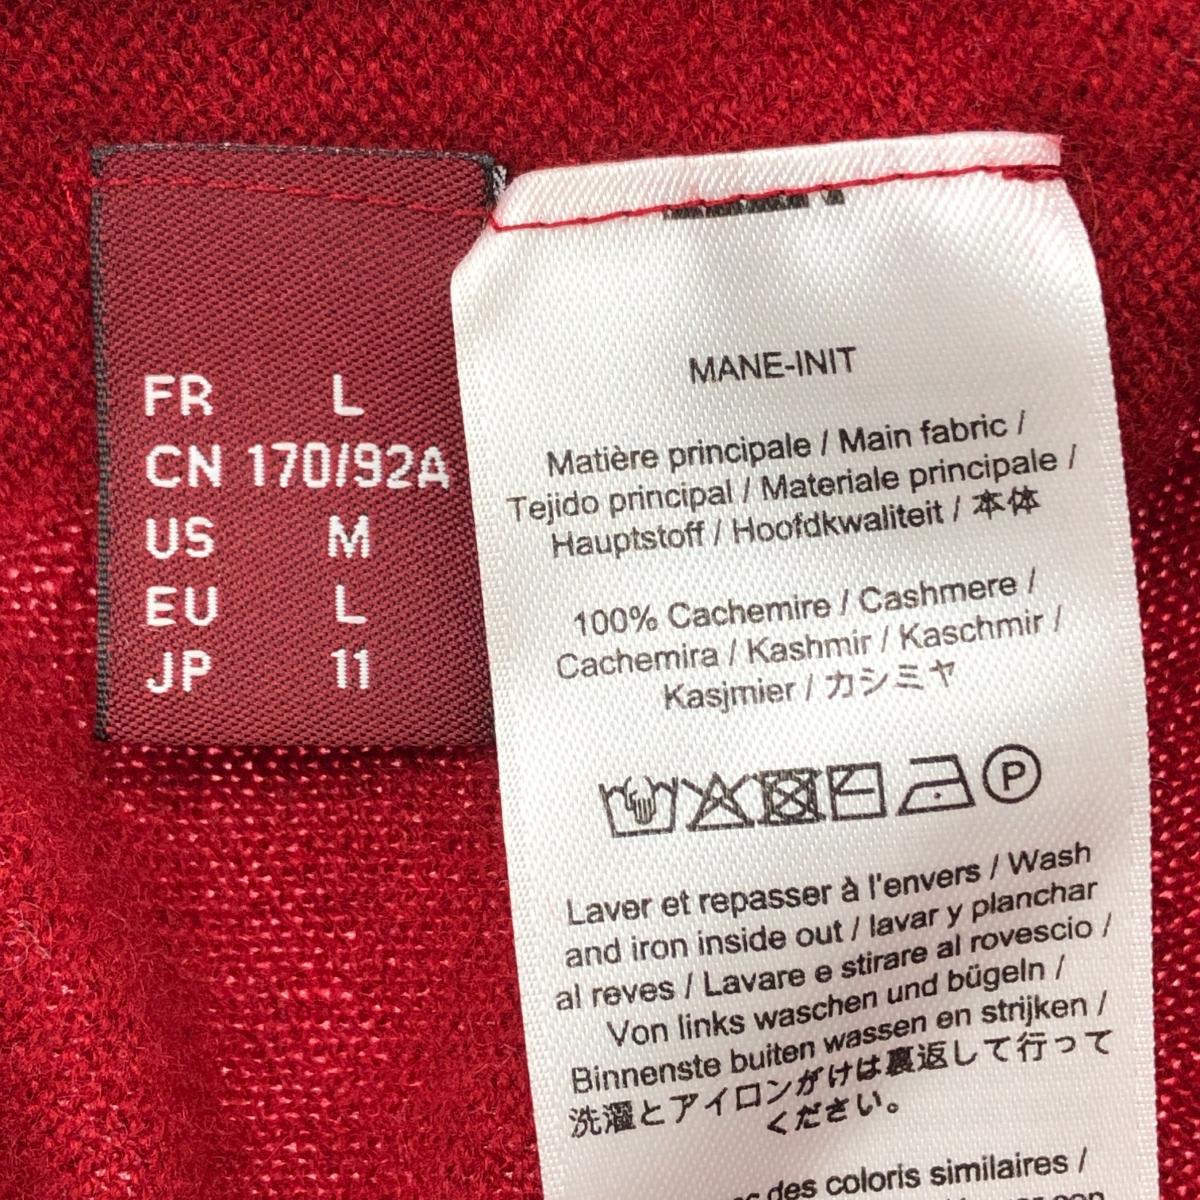 FR L
CN 170/92A
US M
EU L
JP 11
MANE-INIT
Matière principale / Main fabric /
Tejido principal / Materiale principale /
Hauptstoff / Hoofdkwaliteit / 本体
100% Cachemire / Cashmere /
Cachemira / Kashmir / Kaschmir /
Kasjmier / カシミヤ
P
Laver et repasser à l'envers / Wash
and iron inside out / lavar y planchar
al reves / Lavare e stirare al rovescio /
Von links waschen und bügeln /
Binnenste buiten wassen en strijken /
洗濯とアイロンがけは裏返して行って
ください。
des coloris similaires /